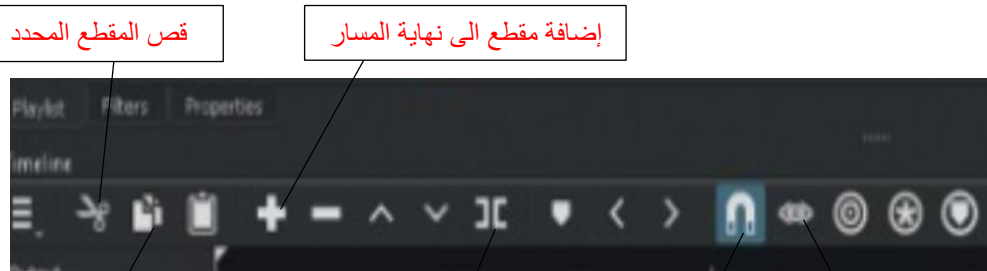 قص المقطع المحدد
إضافة مقطع الى نهاية المسار
Playlist Filters Properties
Timeline